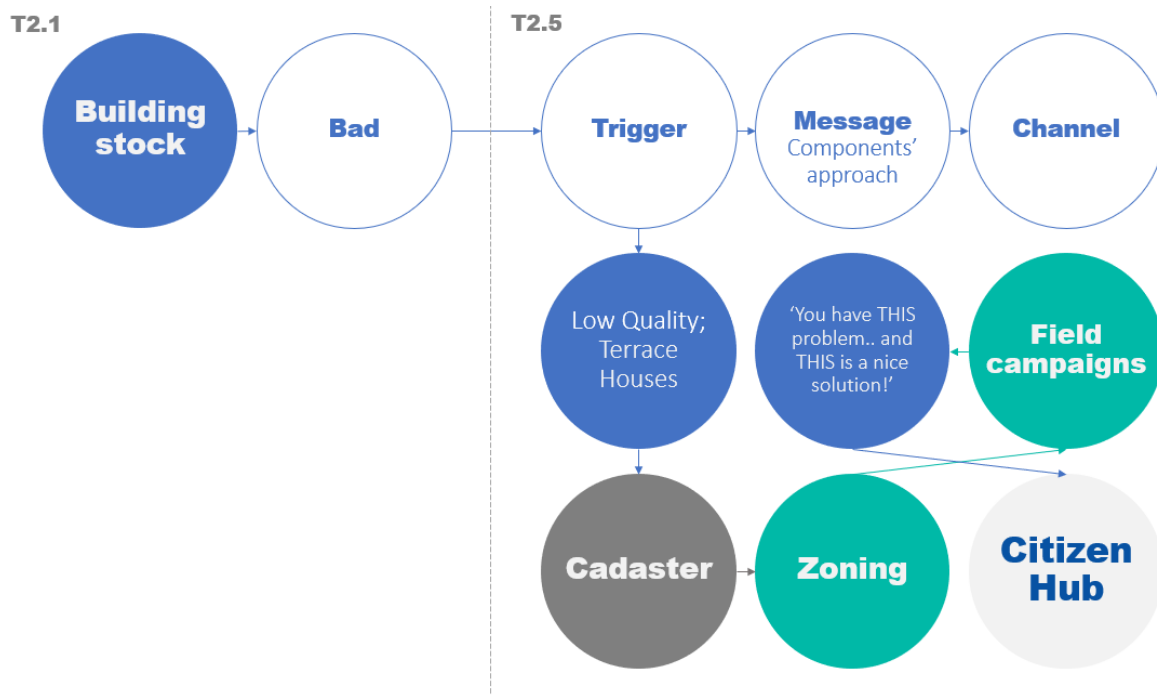 T2.1
T2.5
Building
stock
Bad
Trigger
Message
Components'
approach
Channel
Low Quality;
Terrace
Houses
‘You have THIS
problem.. and
THIS is a nice
solution!’
Field
campaigns
Cadaster
Zoning
Citizen
Hub